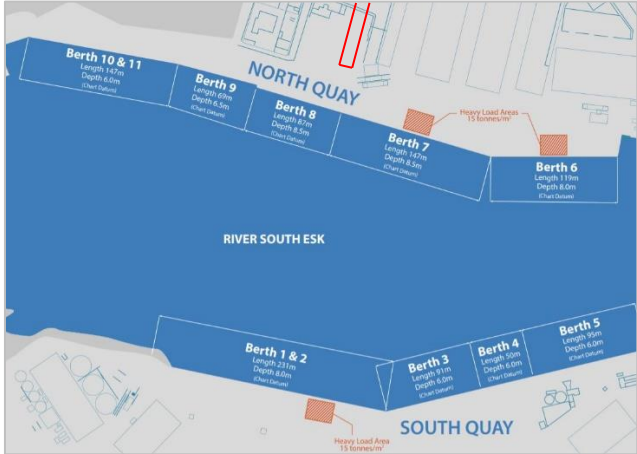 Berth 10 & 11
Length 147m
Depth 6.0m
(Chart Datum)
Berth 9
Length 69m
Depth 6.5m
(Chart Datum)
NORTH QUAY
Berth 8
Length 87m
Depth 8.5m
(Chart Datum)
Berth 7
Length 147m
Depth 8.5m
(Chart Datum)
Heavy Load Areas
15 tonnes/m²
Berth 6
Length 119m
Depth 8.0m
(Chart Datum)
RIVER SOUTH ESK
Berth 1 & 2
Length 231m
Depth 8.0m
(Chart Datum)
Berth 3
Length 91m
Depth 6.0m
(Chart Datum)
Berth 4
Length 50m
Depth 6.0m
(Chart Datum)
Berth 5
Length 95m
Depth 6.0m
(Chart Datum)
Heavy Load Area
15 tonnes/m²
SOUTH QUAY